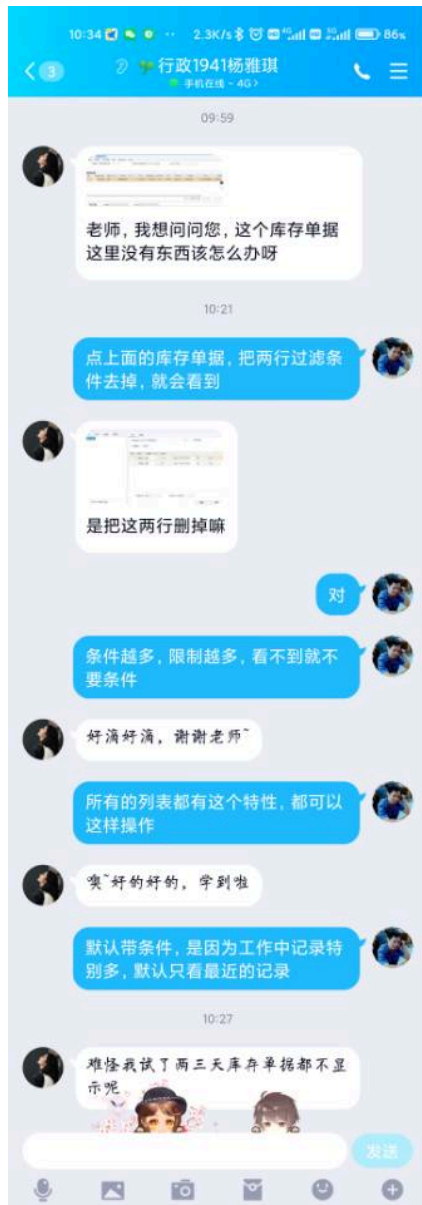 10:34
2.3K/s
4G
5G
86%
3
行政1941杨雅琪
手机在线 - 4G>
09:59
老师,我想问问您,这个库存单据
这里没有东西该怎么办呀
10:21
点上面的库存单据,把两行过滤条
件去掉,就会看到
是把这两行删掉嘛
对
条件越多,限制越多,看不到就不
要条件
好滴好滴,谢谢老师~
所有的列表都有这个特性,都可以
这样操作
噢~好的好的,学到啦
默认带条件,是因为工作中记录特
别多,默认只看最近的记录
10:27
难怪我试了两三天库存单据都不显
示呢
发送